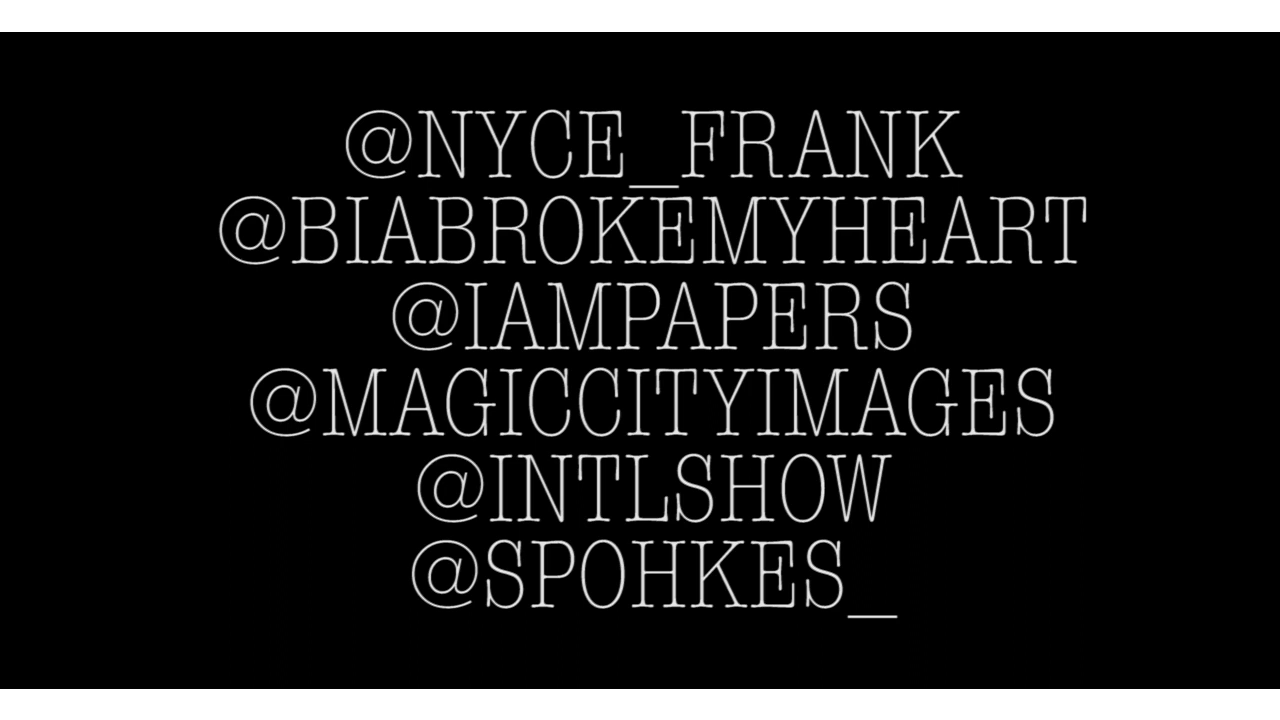 @NYCE_FRANK
@BIABROKEMYHEART
@IAMPAPERS
@MAGICCITYIMAGES
@INTLSHOW
@SPOHKES_